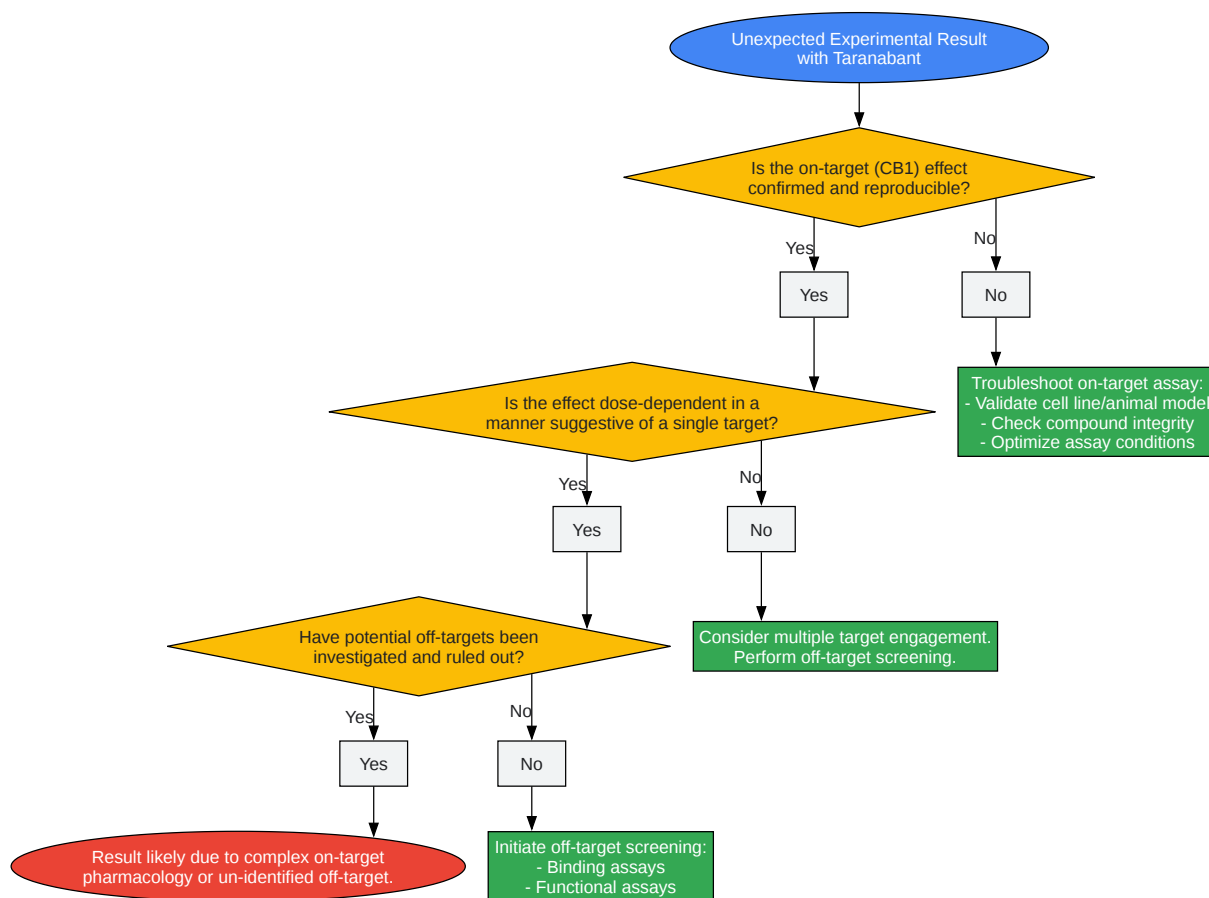 Unexpected Experimental Result
with Taranabant
Is the on-target (CB1) effect
confirmed and reproducible?
Yes
No
Yes
No
Troubleshoot on-target assay:
- Validate cell line/animal model
- Check compound integrity
- Optimize assay conditions
Is the effect dose-dependent in a
manner suggestive of a single target?
Yes
No
Yes
No
Consider multiple target engagement.
Perform off-target screening.
Have potential off-targets been
investigated and ruled out?
Yes
No
Yes
No
Result likely due to complex on-target
pharmacology or un-identified off-target.
Initiate off-target screening:
- Binding assays
- Functional assays